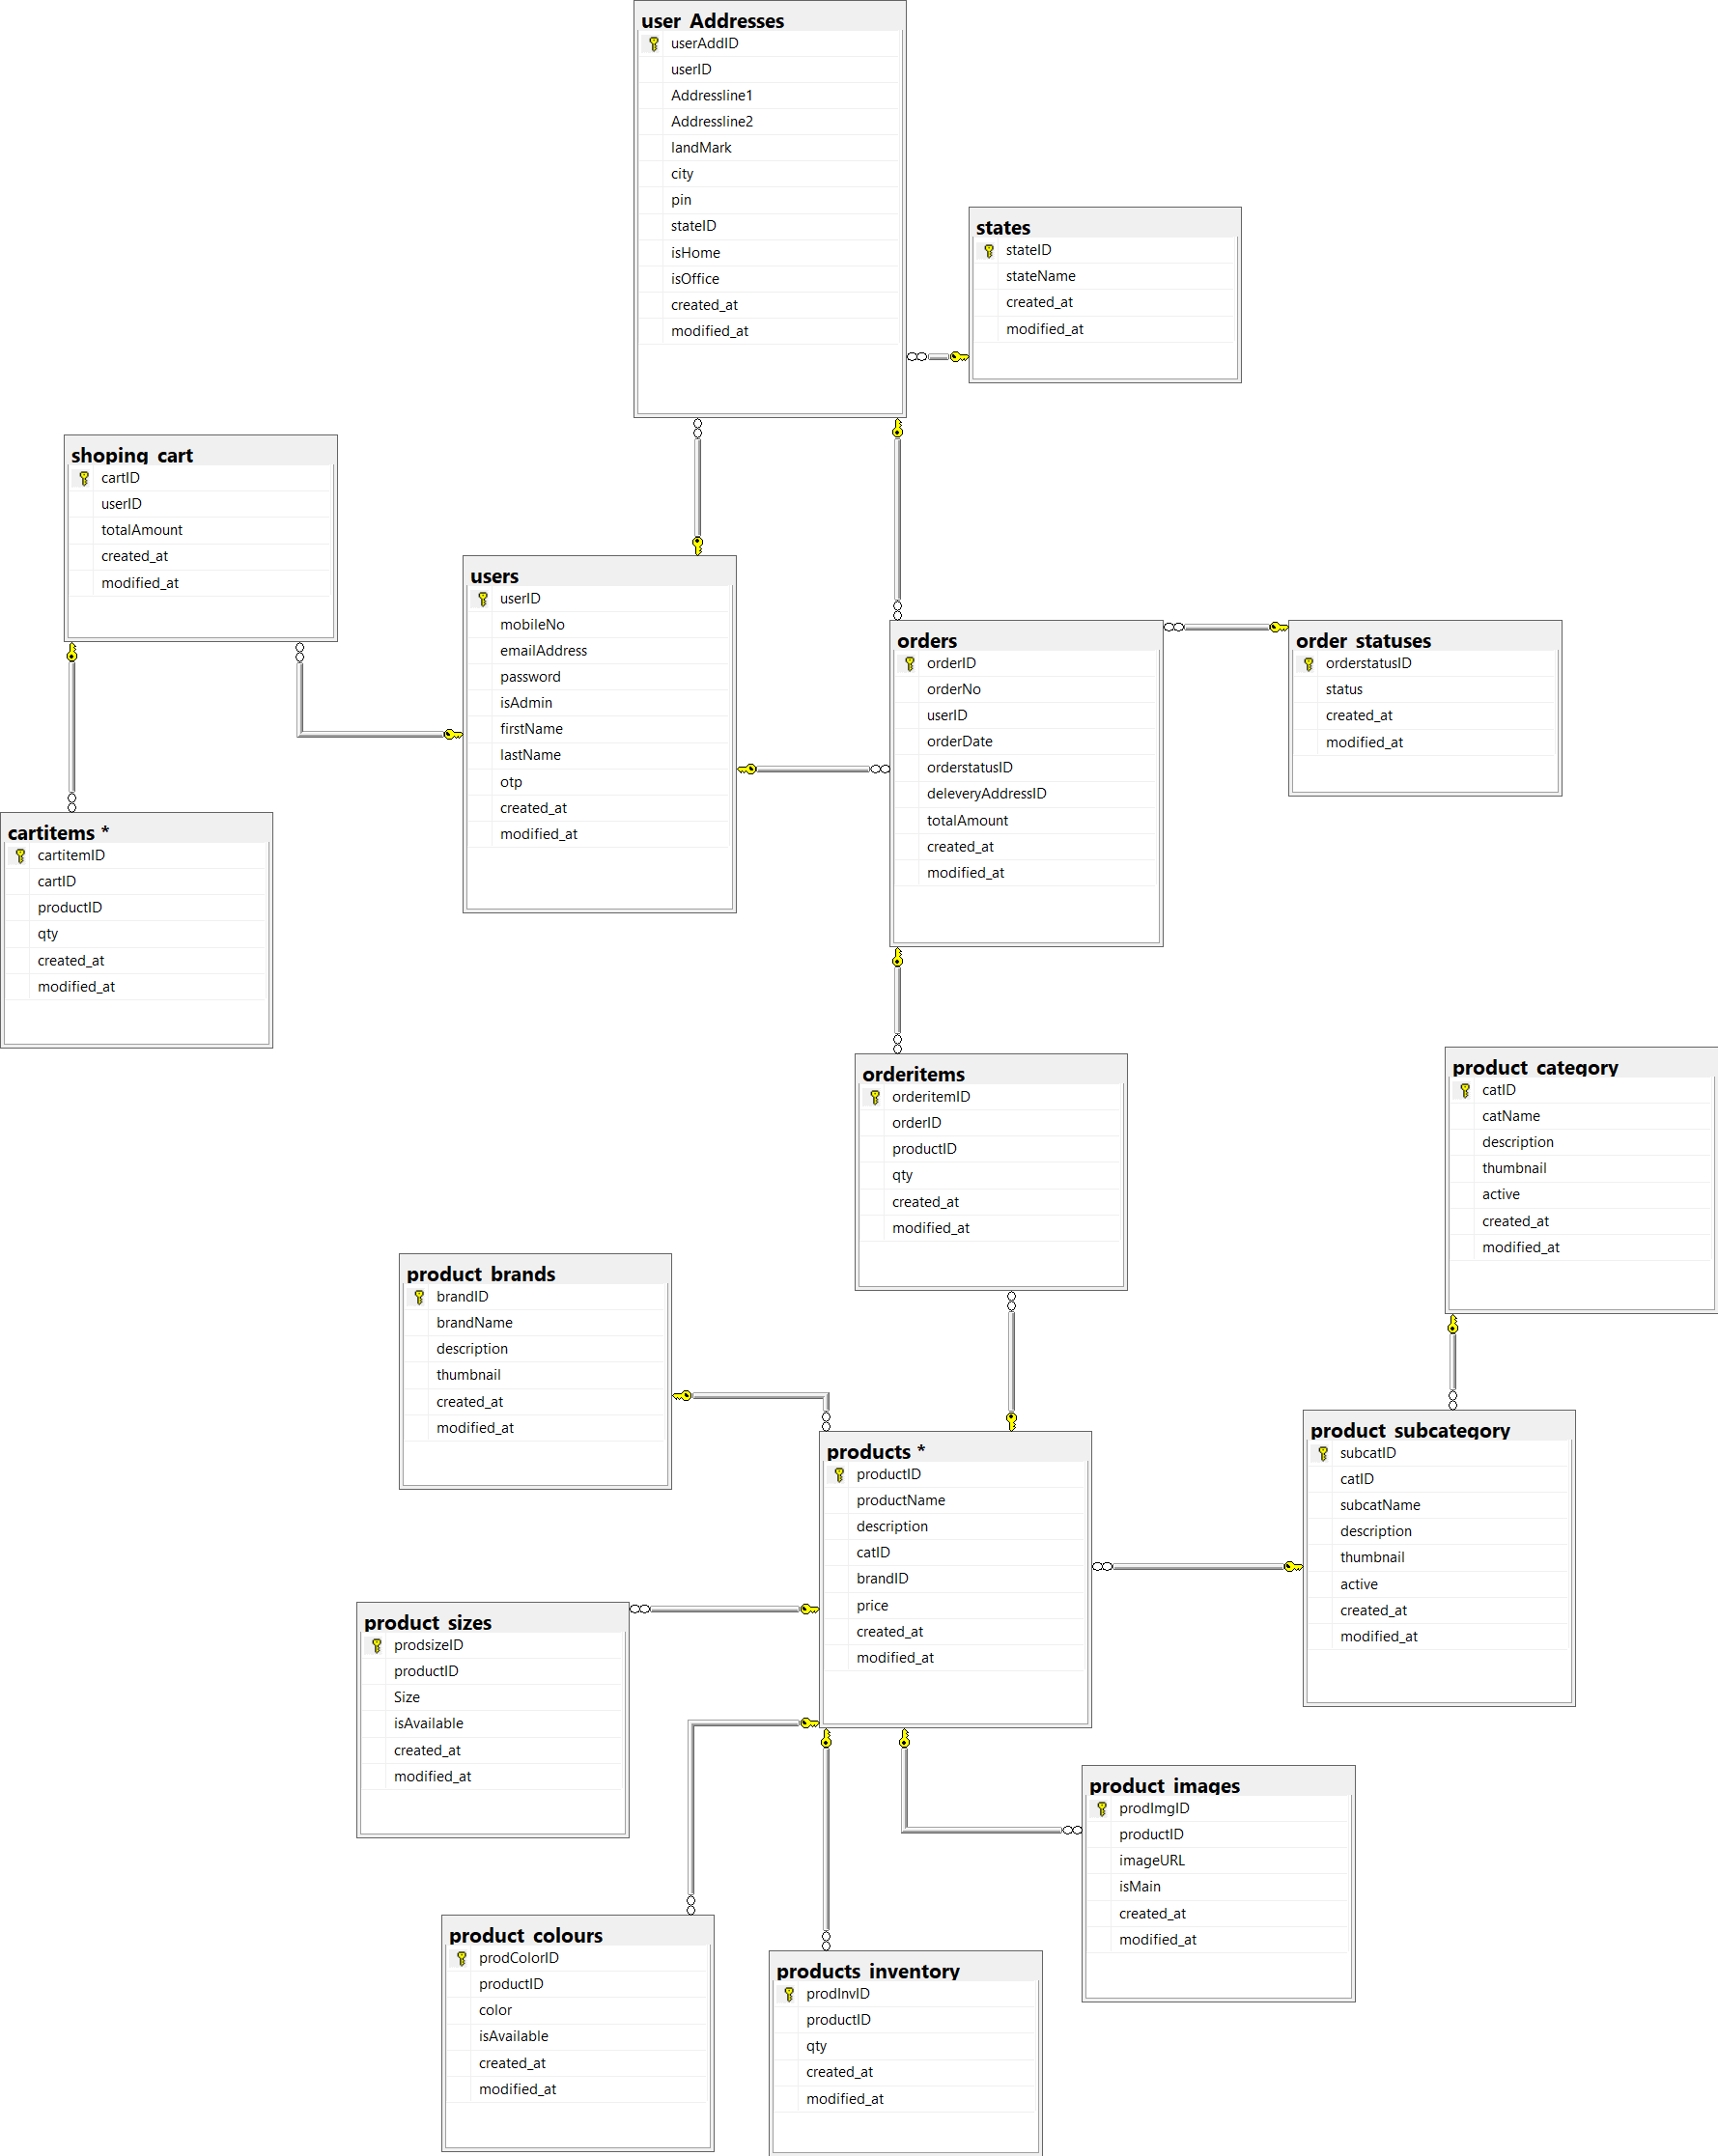 user_Addresses
userAddID
userID
Addressline1
Addressline2
landMark
city
pin
stateID
isHome
isOffice
created_at
modified_at
states
stateID
stateName
created_at
modified_at
shoping_cart
cartID
userID
totalAmount
created_at
modified_at
users
userID
mobileNo
emailAddress
password
isAdmin
firstName
lastName
otp
created_at
modified_at
orders
orderID
orderNo
userID
orderDate
orderstatusID
deleveryAddressID
totalAmount
created_at
modified_at
order_statuses
orderstatusID
status
created_at
modified_at
cartitems *
cartitemID
cartID
productID
qty
created_at
modified_at
orderitems
orderitemID
orderID
productID
qty
created_at
modified_at
product_category
catID
catName
description
thumbnail
active
created_at
modified_at
product_brands
brandID
brandName
description
thumbnail
created_at
modified_at
products *
productID
productName
description
catID
brandID
price
created_at
modified_at
product_subcategory
subcatID
catID
subcatName
description
thumbnail
active
created_at
modified_at
product_sizes
prodsizeID
productID
Size
isAvailable
created_at
modified_at
product_images
prodImgID
productID
imageURL
isMain
created_at
modified_at
product_colours
prodColorID
productID
color
isAvailable
created_at
modified_at
products_inventory
prodInvID
productID
qty
created_at
modified_at